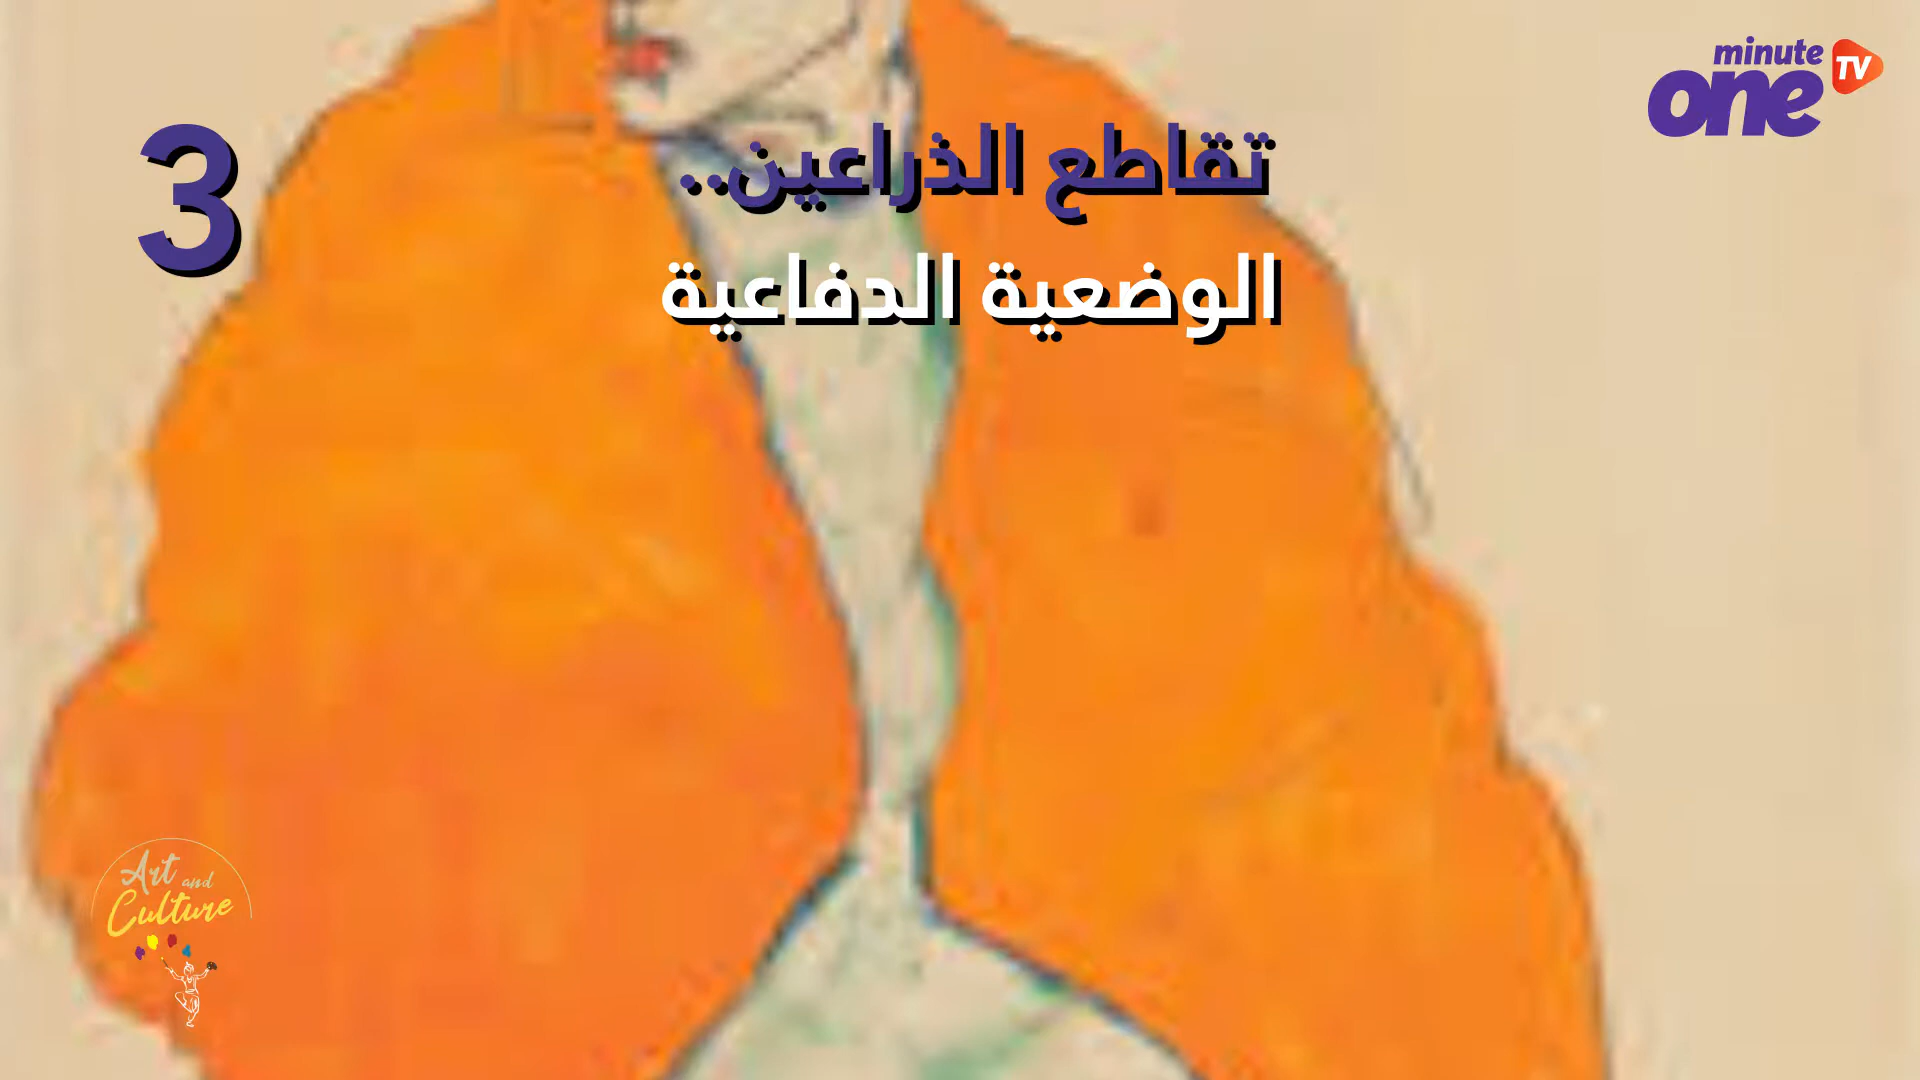 minute
one TV
3
تقاطع الذراعين..
الوضعية الدفاعية
Art and
Culture